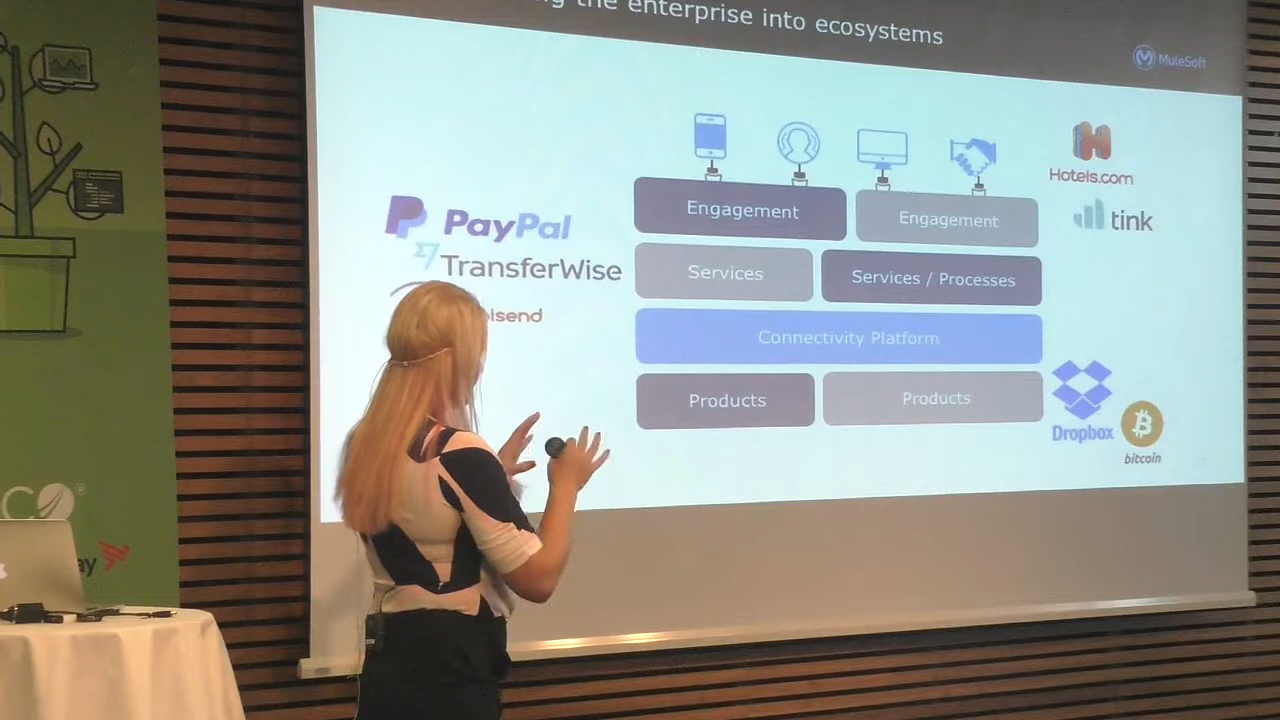 the enterprise into ecosystems
MuleSoft
Hotels.com
tink
PayPal
TransferWise
Engagement
Engagement
Services
Services / Processes
Connectivity Platform
Products
Products
Dropbox
bitcoin